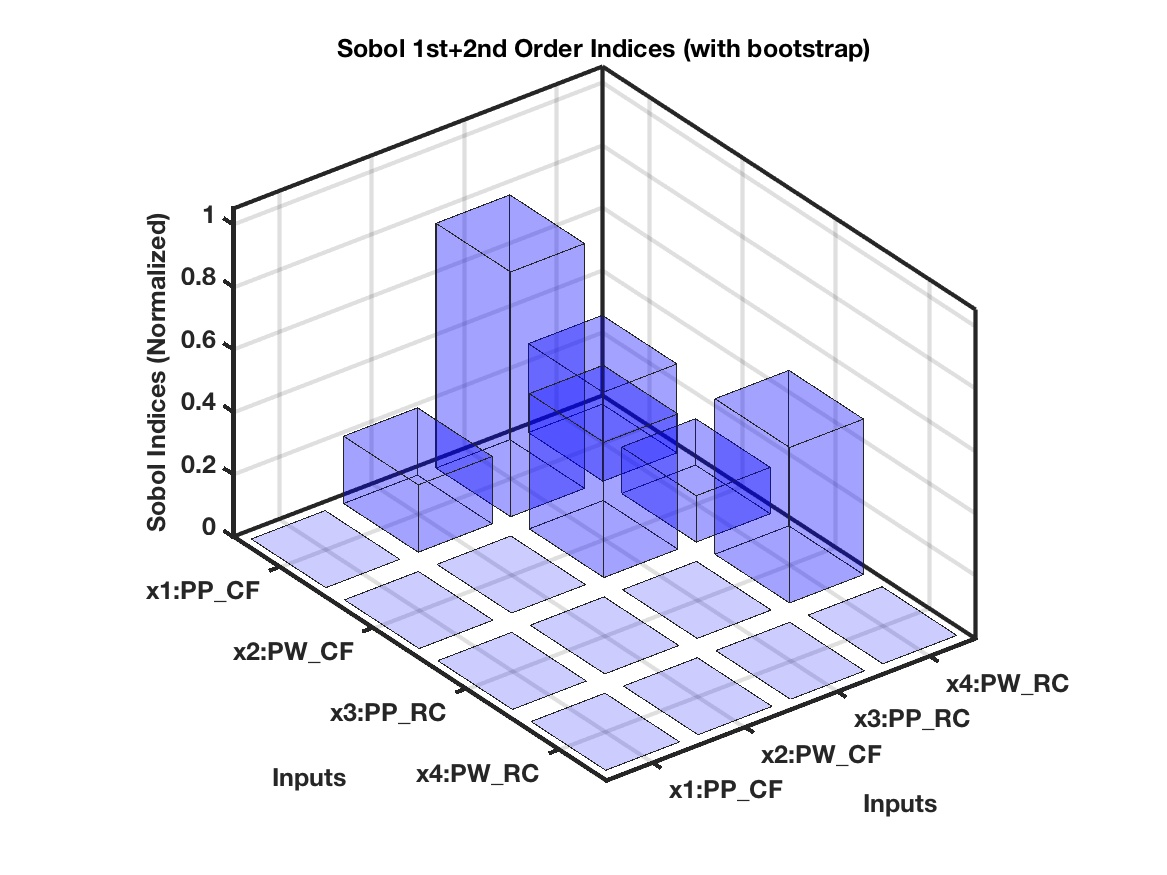 Sobol 1st+2nd Order Indices (with bootstrap)
Sobol Indices (Normalized)
1
0.8
0.6
0.4
0.2
0
x1:PP_CF
x2:PW_CF
x3:PP_RC
x4:PW_RC
Inputs
x4:PW_RC
x3:PP_RC
x2:PW_CF
x1:PP_CF
Inputs